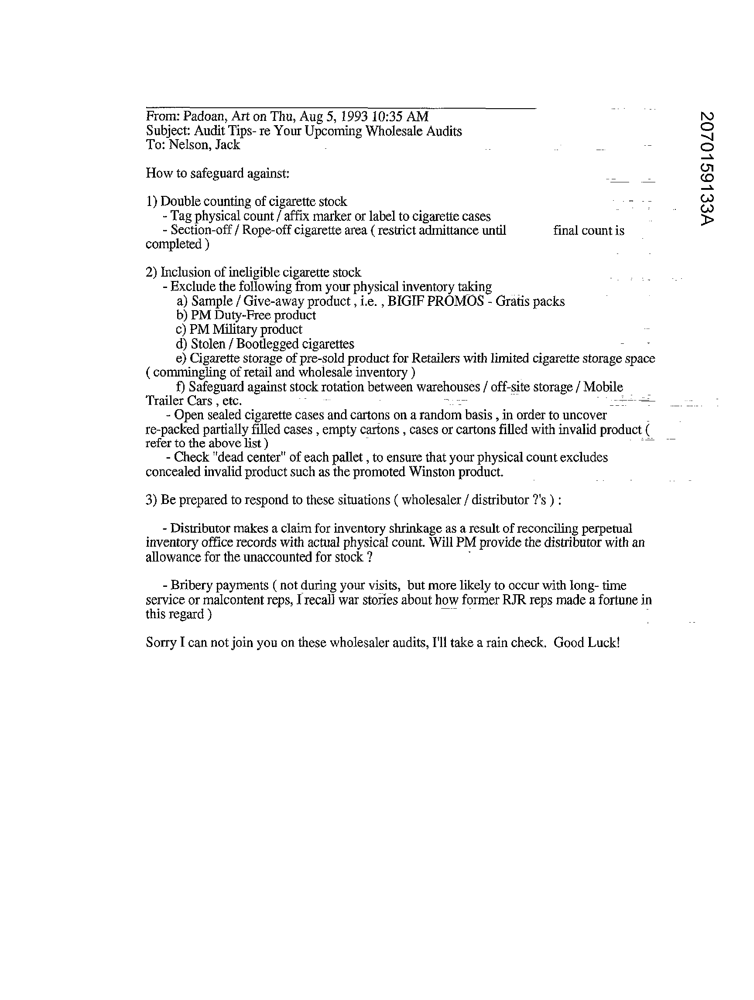 From: Padoan, Art on Thu, Aug 5, 1993 10:35 AM
Subject: Audit Tips- re Your Upcoming Wholesale Audits
To: Nelson, Jack
How to safeguard against:
1) Double counting of cigarette stock
- Tag physical count / affix marker or label to cigarette cases
- Section-off / Rope-off cigarette area ( restrict admittance until final count is
completed )
2) Inclusion of ineligible cigarette stock
- Exclude the following from your physical inventory taking
a) Sample / Give-away product , i.e. , BIGIF PROMOS - Gratis packs
b) PM Duty-Free product
c) PM Military product
d) Stolen / Bootlegged cigarettes
e) Cigarette storage of pre-sold product for Retailers with limited cigarette storage space
( commingling of retail and wholesale inventory )
f) Safeguard against stock rotation between warehouses / off-site storage / Mobile
Trailer Cars , etc.
- Open sealed cigarette cases and cartons on a random basis , in order to uncover
re-packed partially filled cases , empty cartons , cases or cartons filled with invalid product (
refer to the above list )
- Check "dead center" of each pallet , to ensure that your physical count excludes
concealed invalid product such as the promoted Winston product.
3) Be prepared to respond to these situations ( wholesaler / distributor ?'s ) :
- Distributor makes a claim for inventory shrinkage as a result of reconciling perpetual
inventory office records with actual physical count. Will PM provide the distributor with an
allowance for the unaccounted for stock ?
- Bribery payments ( not during your visits, but more likely to occur with long- time
service or malcontent reps, I recall war stories about how former RJR reps made a fortune in
this regard )
Sorry I can not join you on these wholesaler audits, I'll take a rain check. Good Luck!
2070159133A